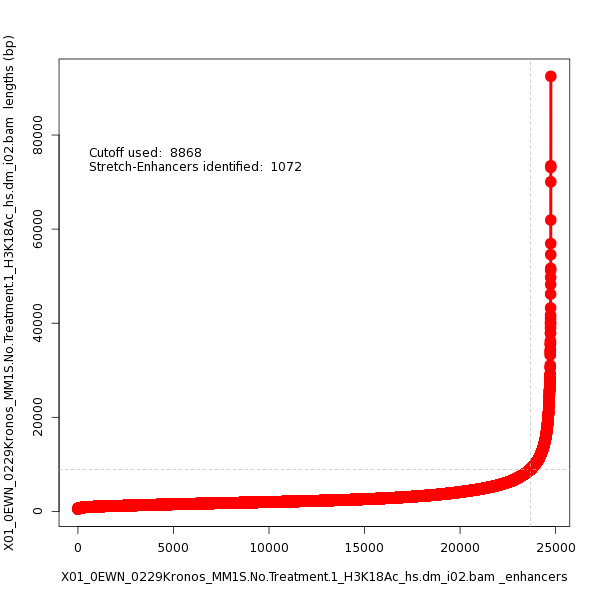 X01_0EWN_0229Kronos_MM1S.No.Treatment.1_H3K18Ac_hs.dm_i02.bam lengths (bp)
80000
60000
40000
20000
0
Cutoff used: 8868
Stretch-Enhancers identified: 1072
0 5000 10000 15000 20000 25000
X01_0EWN_0229Kronos_MM1S.No.Treatment.1_H3K18Ac_hs.dm_i02.bam _enhancers